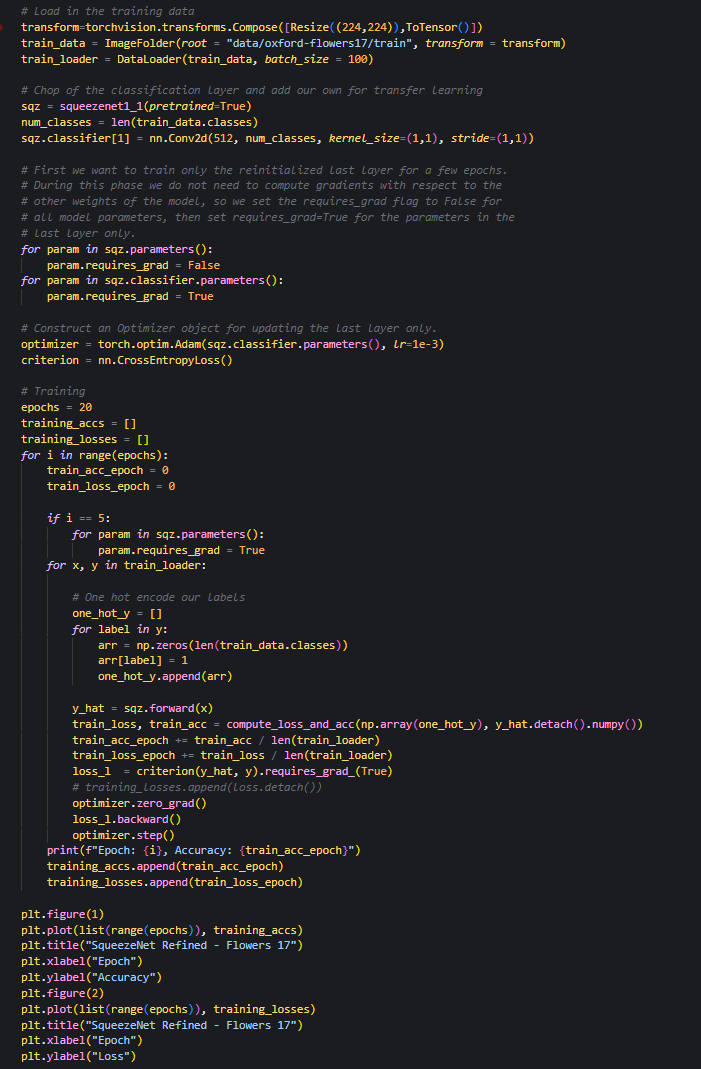 # Load in the training data
transform=torchvision.transforms.Compose([Resize((224,224)),ToTensor()])
train_data = ImageFolder(root = "data/oxford-flowers17/train", transform = transform)
train_loader = DataLoader(train_data, batch_size = 100)

# Chop of the classification layer and add our own for transfer learning
sqz = squeezenet1_1(pretrained=True)
num_classes = len(train_data.classes)
sqz.classifier[1] = nn.Conv2d(512, num_classes, kernel_size=(1,1), stride=(1,1))

# First we want to train only the reinitialized last layer for a few epochs.
# During this phase we do not need to compute gradients with respect to the
# other weights of the model, so we set the requires_grad flag to False for
# all model parameters, then set requires_grad=True for the parameters in the
# last layer only.
for param in sqz.parameters():
    param.requires_grad = False
for param in sqz.classifier.parameters():
    param.requires_grad = True

# Construct an Optimizer object for updating the last layer only.
optimizer = torch.optim.Adam(sqz.classifier.parameters(), lr=1e-3)
criterion = nn.CrossEntropyLoss()

# Training
epochs = 20
training_accs = []
training_losses = []
for i in range(epochs):
    train_acc_epoch = 0
    train_loss_epoch = 0

    if i == 5:
        for param in sqz.parameters():
            param.requires_grad = True
    for x, y in train_loader:

        # One hot encode our labels
        one_hot_y = []
        for label in y:
            arr = np.zeros(len(train_data.classes))
            arr[label] = 1
            one_hot_y.append(arr)

        y_hat = sqz.forward(x)
        train_loss, train_acc = compute_loss_and_acc(np.array(one_hot_y), y_hat.detach().numpy())
        train_acc_epoch += train_acc / len(train_loader)
        train_loss_epoch += train_loss / len(train_loader)
        loss_l  = criterion(y_hat, y).requires_grad_(True)
        # training_losses.append(loss.detach())
        optimizer.zero_grad()
        loss_l.backward()
        optimizer.step()
    print(f"Epoch: {i}, Accuracy: {train_acc_epoch}")
    training_accs.append(train_acc_epoch)
    training_losses.append(train_loss_epoch)

plt.figure(1)
plt.plot(list(range(epochs)), training_accs)
plt.title("SqueezeNet Refined - Flowers 17")
plt.xlabel("Epoch")
plt.ylabel("Accuracy")
plt.figure(2)
plt.plot(list(range(epochs)), training_losses)
plt.title("SqueezeNet Refined - Flowers 17")
plt.xlabel("Epoch")
plt.ylabel("Loss")